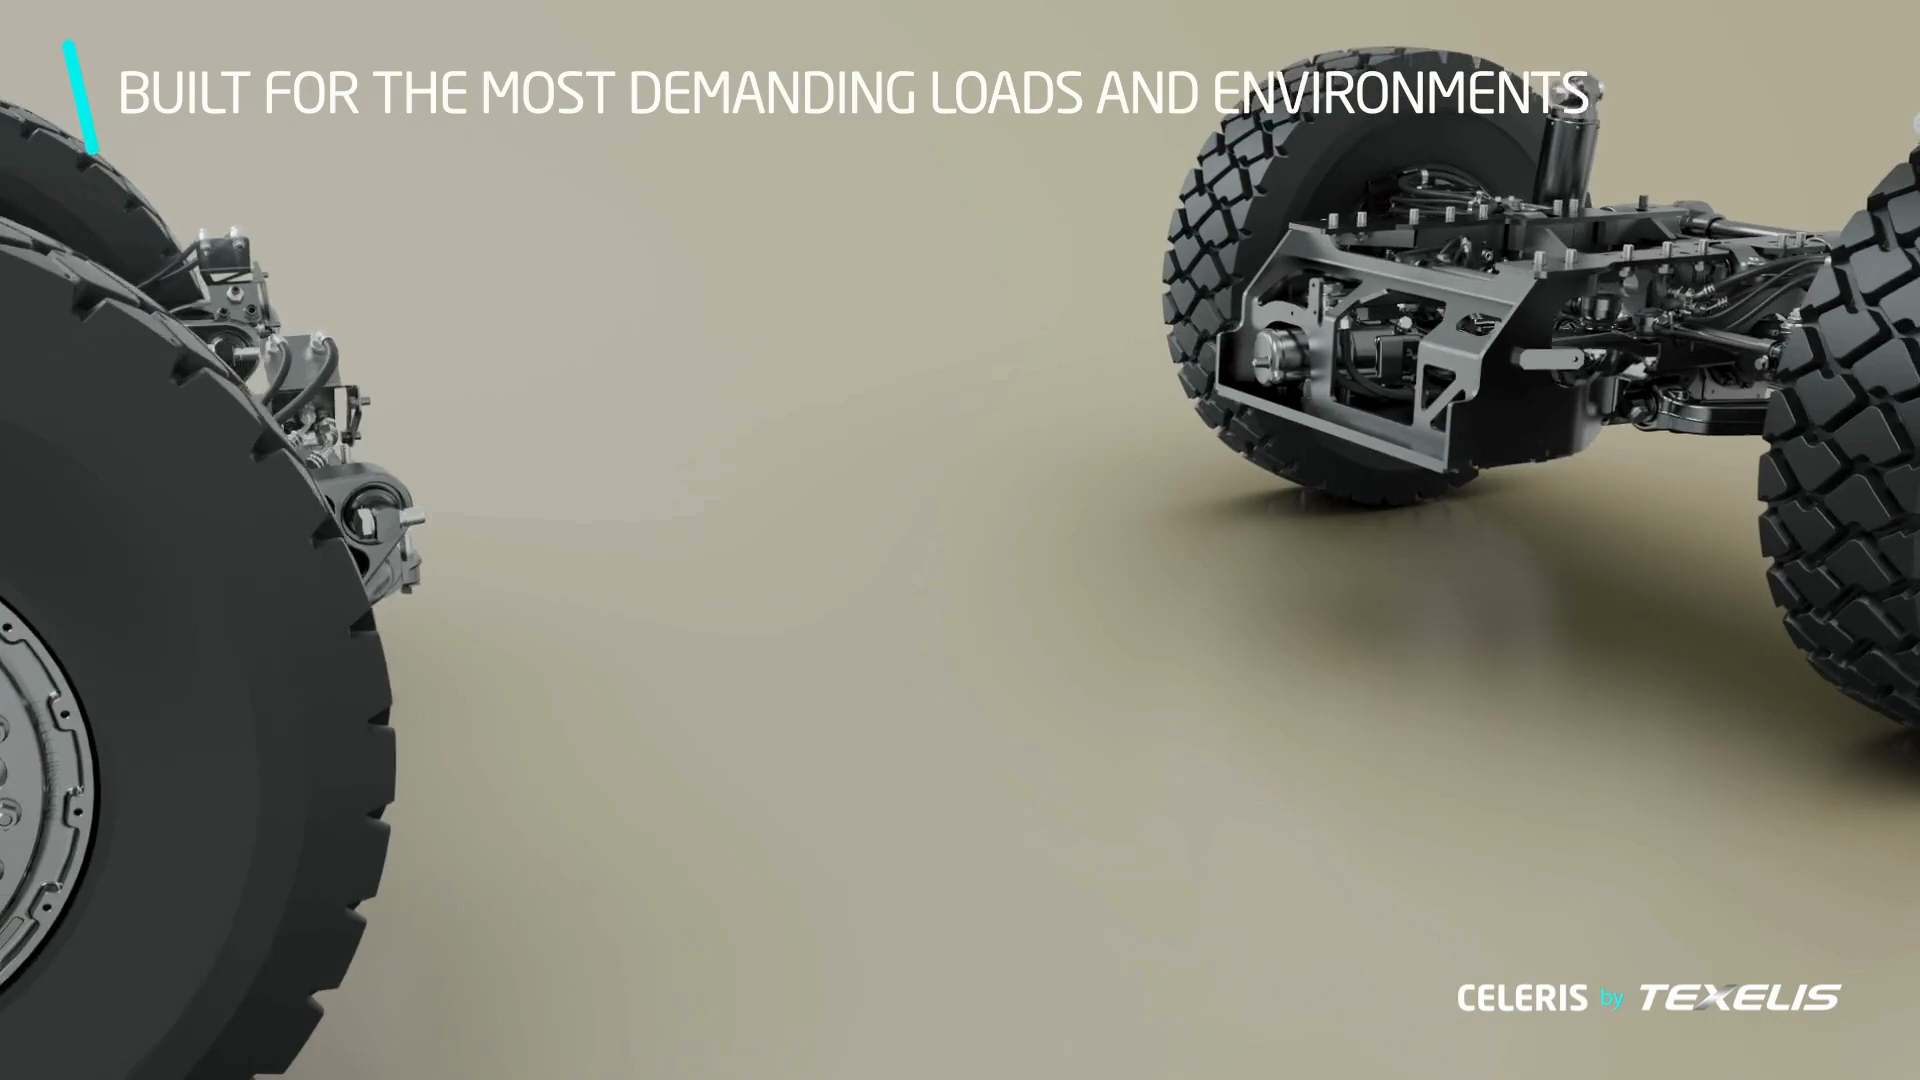 BUILT FOR THE MOST DEMANDING LOADS AND ENVIRONMENTS
CELERIS by TEXELIS